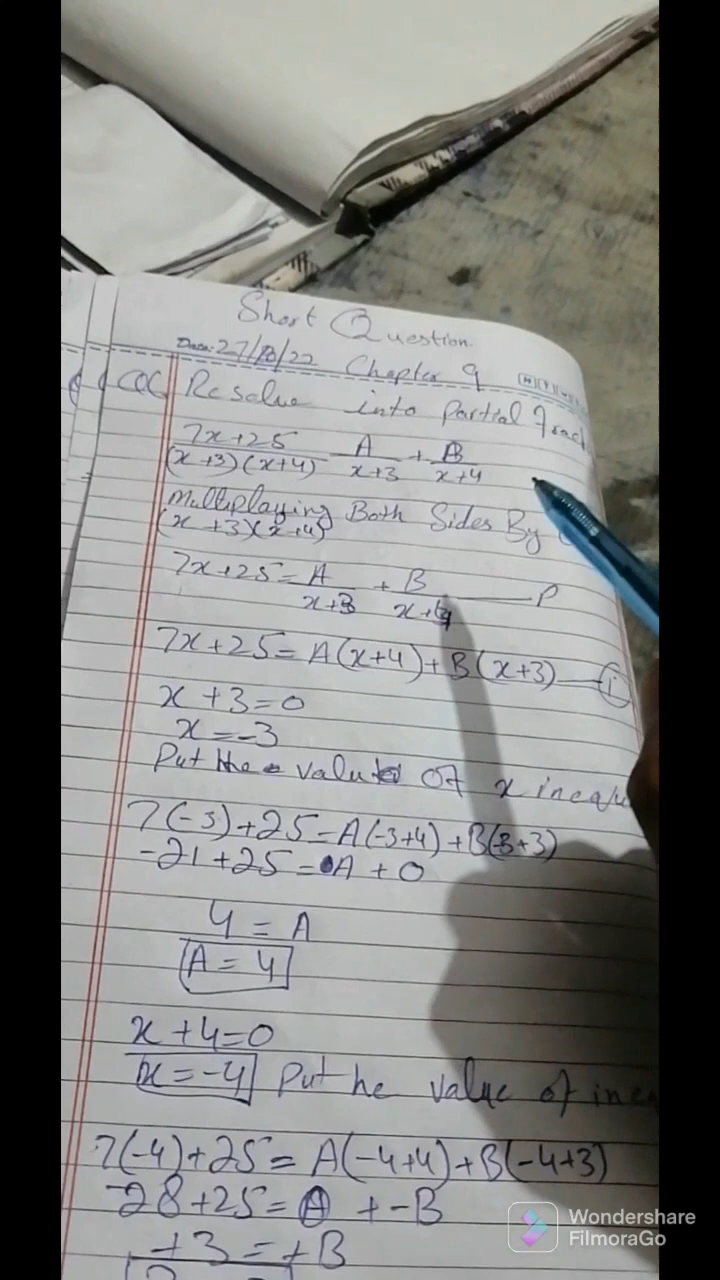 Short Question.
Date: 27/10/22 Chapter 9
Resolve into Partial Fract
7x+25/(x+3)(x+4) = A/x+3 + B/x+4
Multiplaying Both Sides By
(x+3)(x+4)
7x+25 = A/x+3 + B/x+4
7x+25 = A(x+4)+B(x+3) — i
x+3=0
x=-3
Put the value of x in equ
7(-3)+25=A(-3+4)+B(-3+3)
-21+25=A+0
4=A
A=4
x+4=0
x=-4 Put he value of in e
7(-4)+25=A(-4+4)+B(-4+3)
-28+25= + -B
+3=+B
Wondershare
FilmoraGo